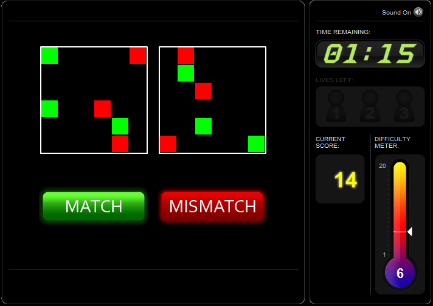 Sound On
TIME REMAINING:
01:15
LIVES LEFT:
1 2 3
CURRENT SCORE:
14
DIFFICULTY METER:
20
1
6
MATCH
MISMATCH